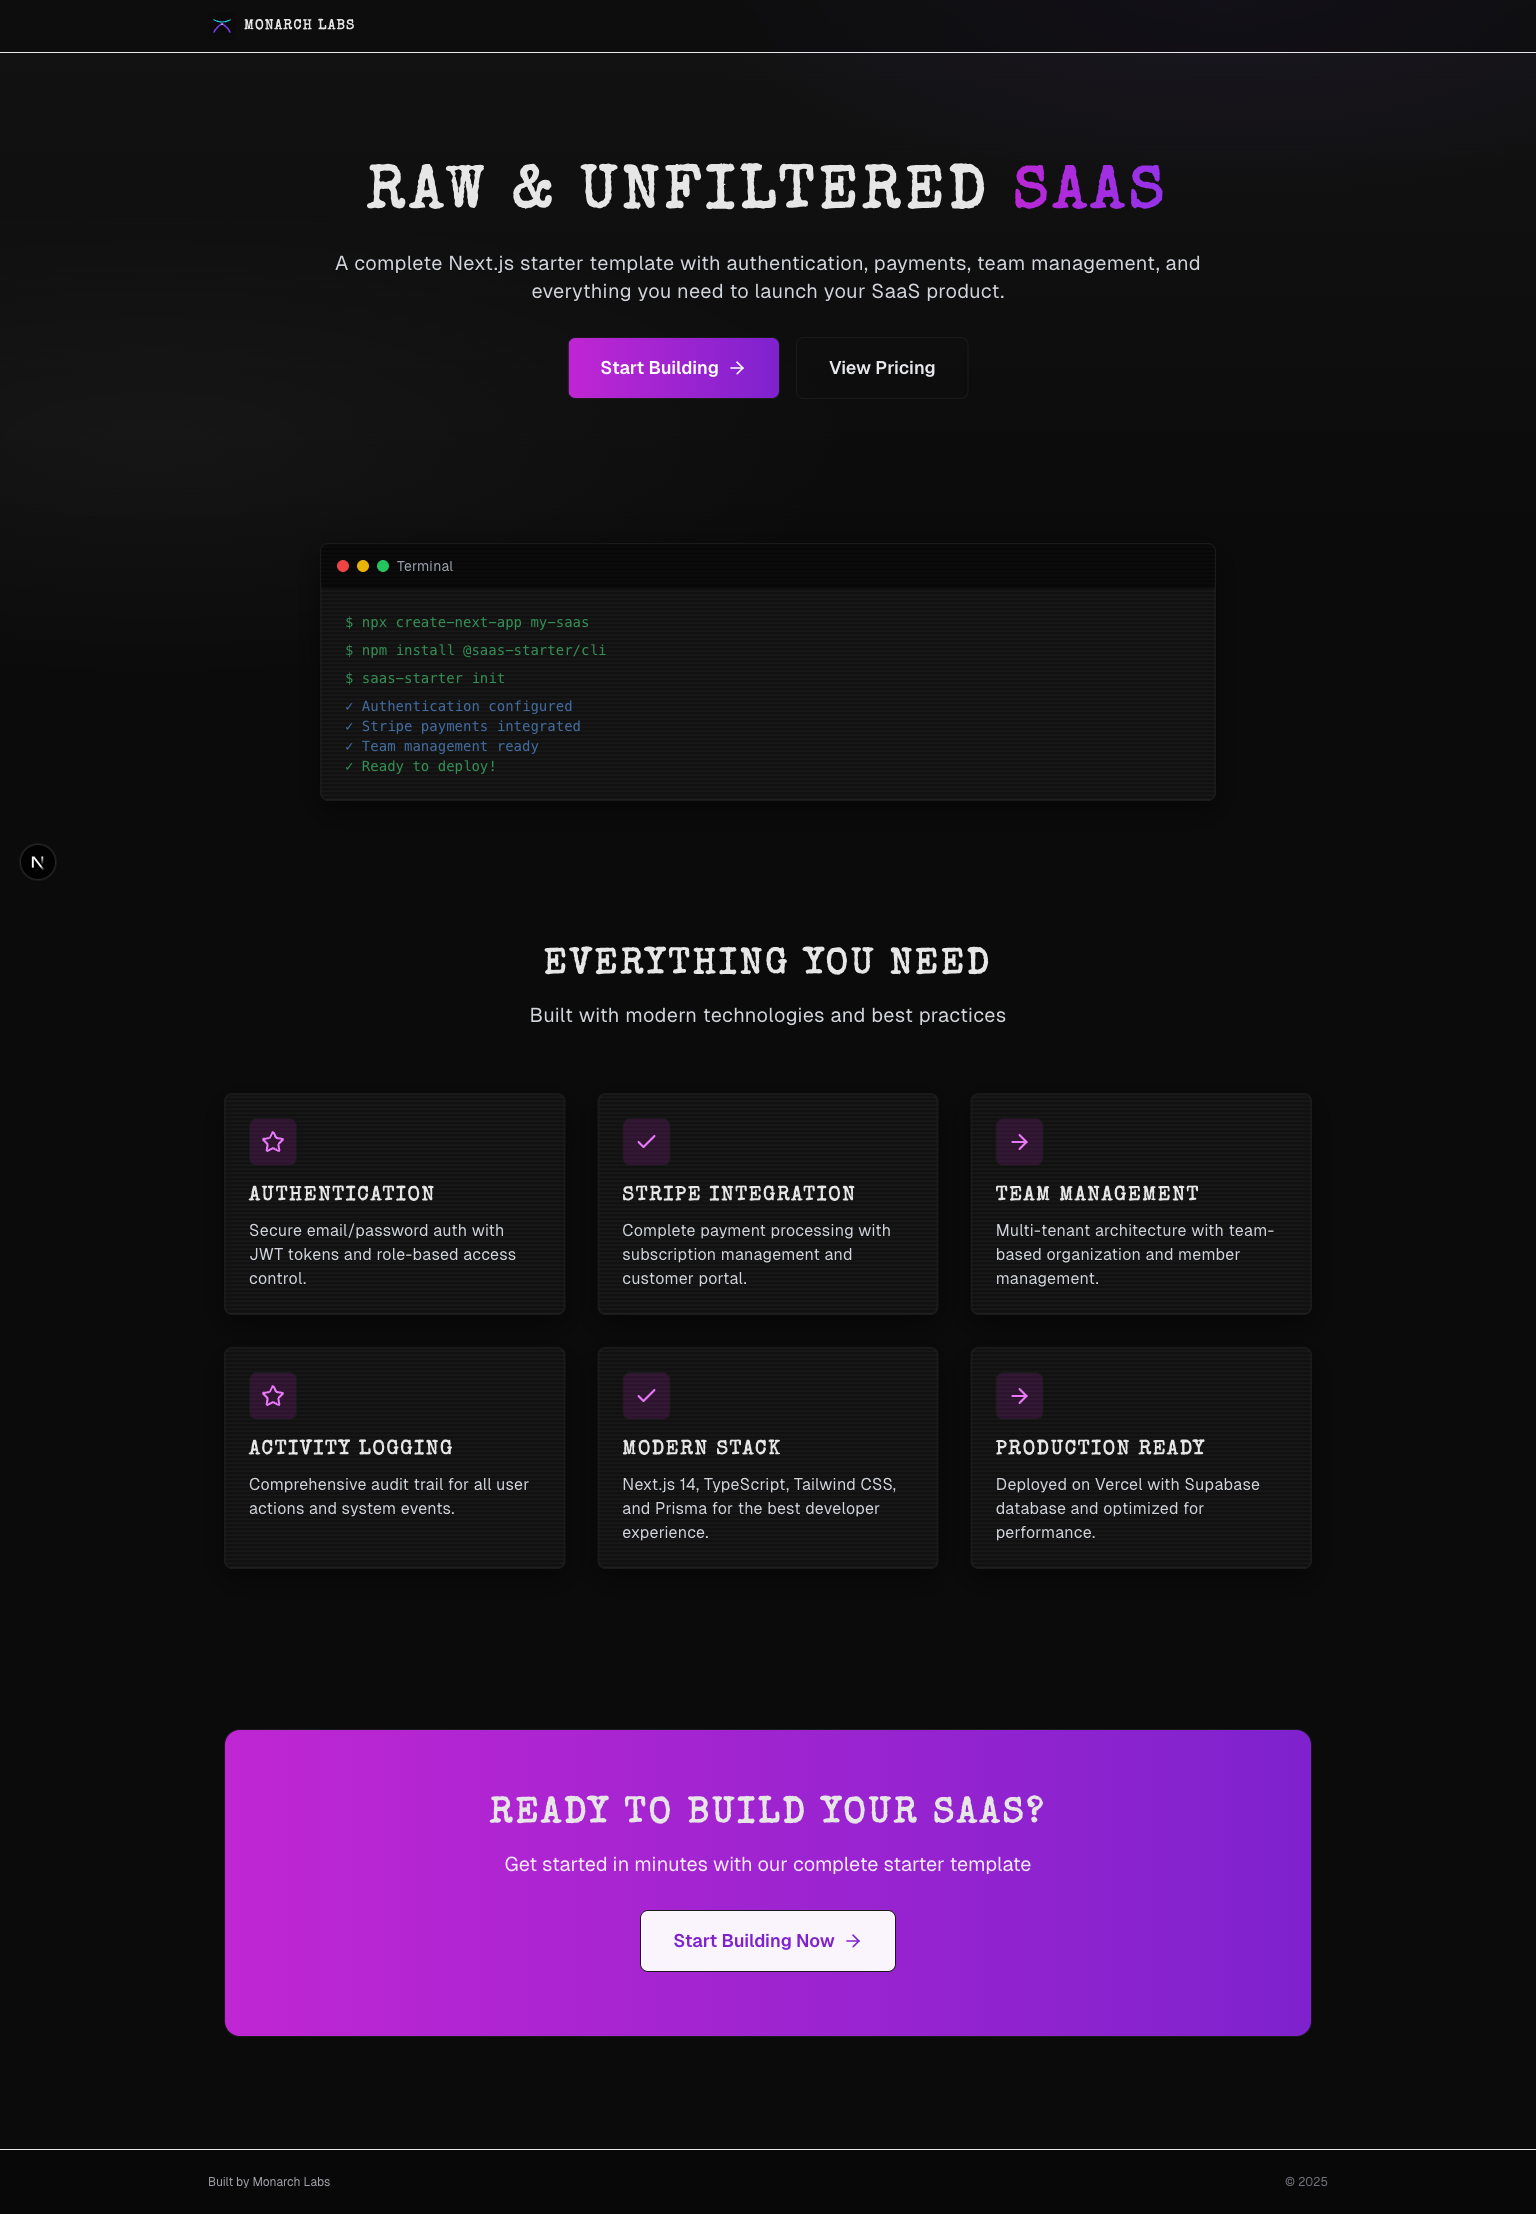 MONARCH LABS
RAW & UNFILTERED SAAS
A complete Next.js starter template with authentication, payments, team management, and
everything you need to launch your SaaS product.
Start Building →
View Pricing
Terminal
$ npx create-next-app my-saas
$ npm install @saas-starter/cli
$ saas-starter init
✓ Authentication configured
✓ Stripe payments integrated
✓ Team management ready
✓ Ready to deploy!
N
EVERYTHING YOU NEED
Built with modern technologies and best practices
AUTHENTICATION
Secure email/password auth with
JWT tokens and role-based access
control.
STRIPE INTEGRATION
Complete payment processing with
subscription management and
customer portal.
TEAM MANAGEMENT
Multi-tenant architecture with team-
based organization and member
management.
ACTIVITY LOGGING
Comprehensive audit trail for all user
actions and system events.
MODERN STACK
Next.js 14, TypeScript, Tailwind CSS,
and Prisma for the best developer
experience.
PRODUCTION READY
Deployed on Vercel with Supabase
database and optimized for
performance.
READY TO BUILD YOUR SAAS?
Get started in minutes with our complete starter template
Start Building Now →
Built by Monarch Labs
© 2025